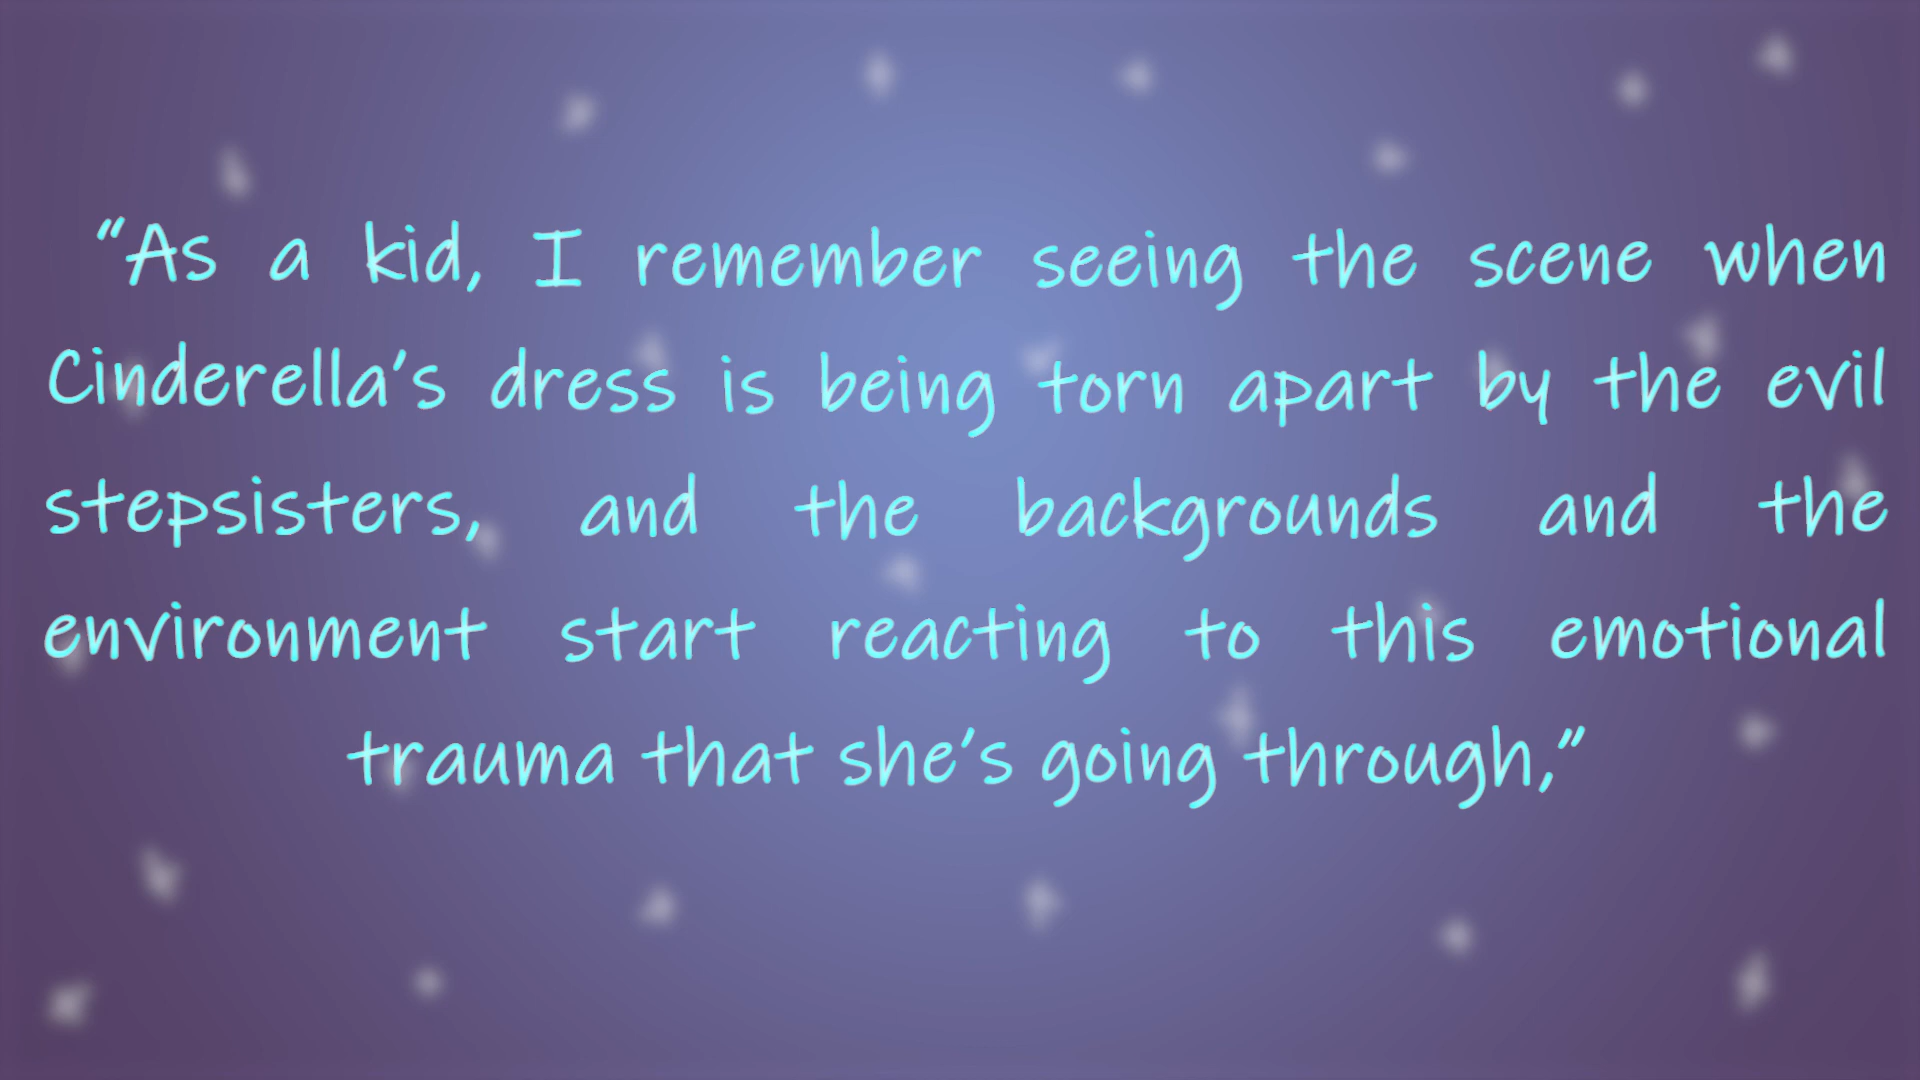 “As a kid, I remember seeing the scene when
Cinderella’s dress is being torn apart by the evil
stepsisters, and the backgrounds and the
environment start reacting to this emotional
trauma that she’s going through,”